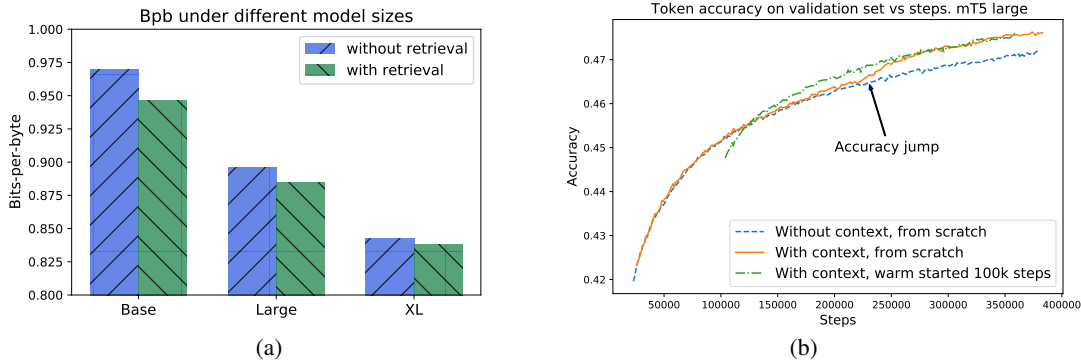 Bpb under different model sizes
1.000
0.975
0.950
0.925
0.900
0.875
0.850
0.825
0.800
Bits-per-byte
without retrieval
with retrieval
Base Large XL
(a)
Token accuracy on validation set vs steps. mT5 large
0.47
0.46
0.45
0.44
0.43
0.42
Accuracy
Accuracy jump
Without context, from scratch
With context, from scratch
With context, warm started 100k steps
50000 100000 150000 200000 250000 300000 350000 400000
Steps
(b)